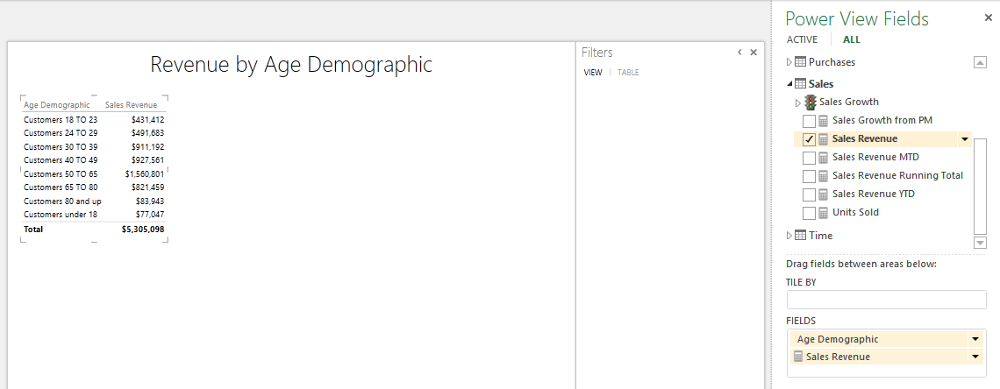 Revenue by Age Demographic
Age Demographic Sales Revenue
Customers 18 TO 23 $431,412
Customers 24 TO 29 $491,683
Customers 30 TO 39 $911,192
Customers 40 TO 49 $927,561
Customers 50 TO 65 $1,560,801
Customers 65 TO 80 $821,459
Customers 80 and up $83,943
Customers under 18 $77,047
Total $5,305,098
Filters
VIEW | TABLE
Power View Fields
ACTIVE | ALL
Purchases
Sales
Sales Growth
Sales Growth from PM
Sales Revenue
Sales Revenue MTD
Sales Revenue Running Total
Sales Revenue YTD
Units Sold
Time
Drag fields between areas below:
TILE BY
FIELDS
Age Demographic
Sales Revenue